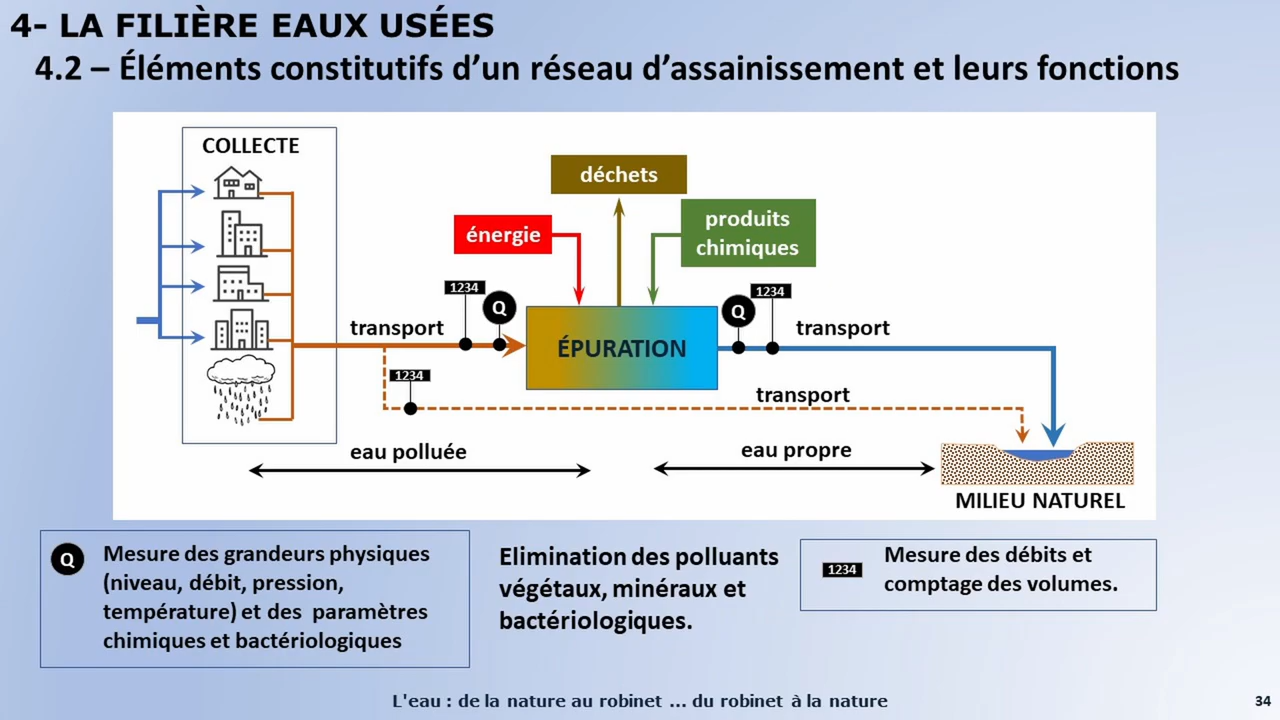 4- LA FILIÈRE EAUX USÉES
4.2 – Éléments constitutifs d’un réseau d’assainissement et leurs fonctions
COLLECTE
déchets
énergie
produits
chimiques
1234
Q
transport
ÉPURATION
Q
1234
transport
1234
transport
eau polluée
eau propre
MILIEU NATUREL
Q
Mesure des grandeurs physiques
(niveau, débit, pression,
température) et des paramètres
chimiques et bactériologiques
Elimination des polluants
végétaux, minéraux et
bactériologiques.
1234
Mesure des débits et
comptage des volumes.
L'eau : de la nature au robinet ... du robinet à la nature
34